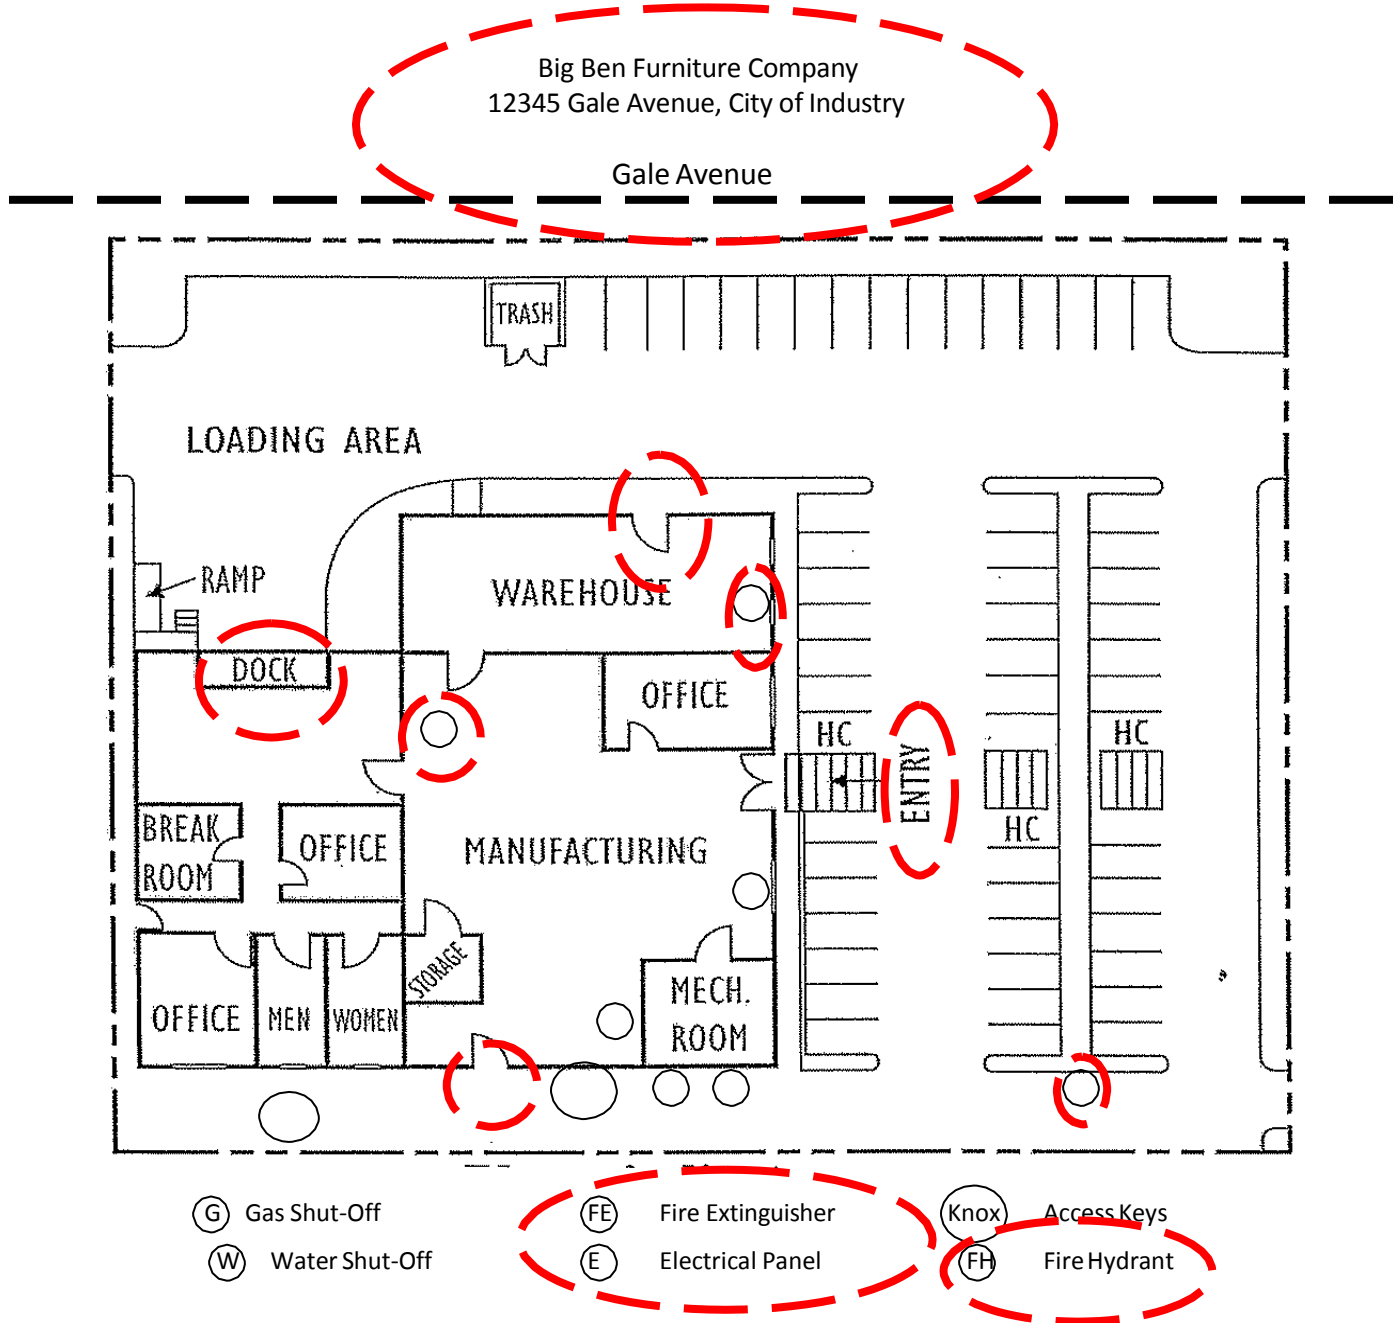 Big Ben Furniture Company
12345 Gale Avenue, City of Industry
Gale Avenue
TRASH
LOADING AREA
RAMP
WAREHOUSE
DOCK
OFFICE
HC
HC
ENTRY
HC
BREAK
ROOM
OFFICE
MANUFACTURING
STORAGE
OFFICE
MEN
WOMEN
MECH.
ROOM
G Gas Shut-Off
FE Fire Extinguisher
Knox Access Keys
W Water Shut-Off
E Electrical Panel
FH Fire Hydrant